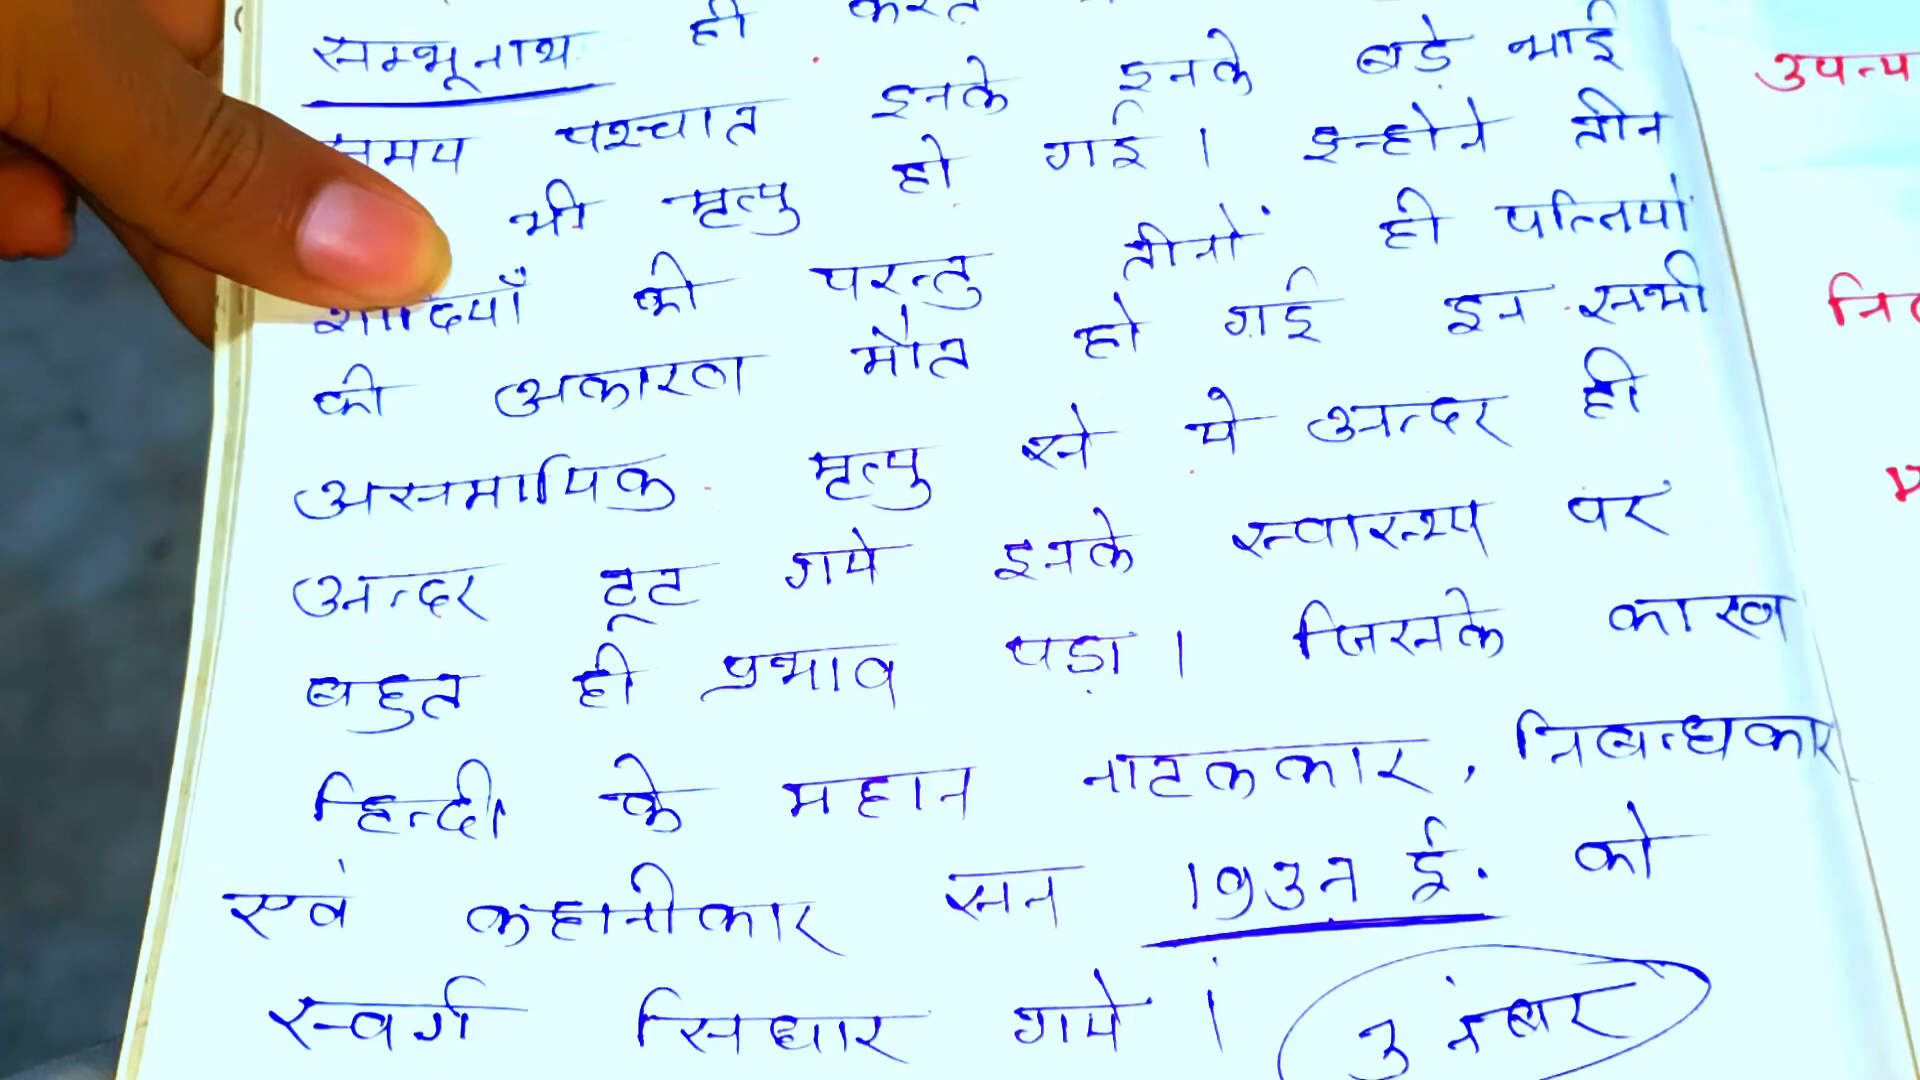 सम्भूनाथ ही करते
समय पश्चात इनके इनके बड़े भाई
भी मृत्यु हो गई। इन्होने तीन
शादियाँ की परन्तु तीनों ही पत्नियों
की अकारण मौत हो गई इन सभी
असमायिक मृत्यु से ये अन्दर ही
अन्दर टूट गये इनके स्वास्थ्य पर
बहुत ही प्रभाव पड़ा। जिसके कारण
हिन्दी के महान नाटककार, निबन्धकार
एवं कहानीकार सन 1937 ई. को
स्वर्ग सिधार गये।
3 नंबर
उपन्य